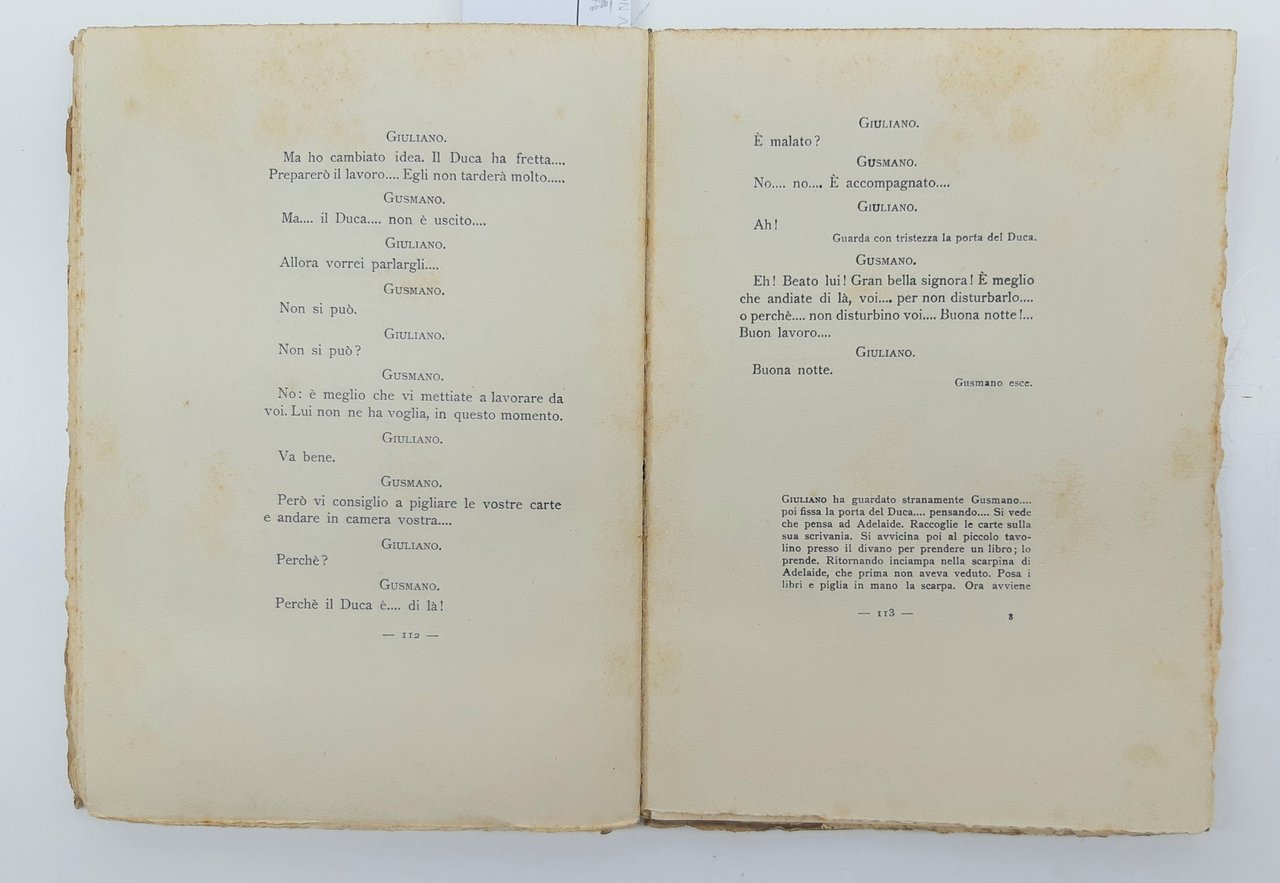 GIULIANO.
Ma ho cambiato idea. Il Duca ha fretta....
Preparerò il lavoro.... Egli non tarderà molto.....
GUSMANO.
Ma.... il Duca.... non è uscito....
GIULIANO.
Allora vorrei parlargli....
GUSMANO.
Non si può.
GIULIANO.
Non si può?
GUSMANO.
No: è meglio che vi mettiate a lavorare da
voi. Lui non ne ha voglia, in questo momento.
GIULIANO.
Va bene.
GUSMANO.
Però vi consiglio a pigliare le vostre carte
e andare in camera vostra....
GIULIANO.
Perchè?
GUSMANO.
Perchè il Duca è.... di là!
— 112 —
GIULIANO.
È malato?
GUSMANO.
No.... no.... È accompagnato....
GIULIANO.
Ah!
Guarda con tristezza la porta del Duca.
GUSMANO.
Eh! Beato lui! Gran bella signora! È meglio
che andiate di là, voi.... per non disturbarlo....
o perchè.... non disturbino voi.... Buona notte!...
Buon lavoro....
GIULIANO.
Buona notte.
Gusmano esce.
GIULIANO ha guardato stranamente Gusmano....
poi fissa la porta del Duca.... pensando.... Si vede
che pensa ad Adelaide. Raccoglie le carte sulla
sua scrivania. Si avvicina poi al piccolo tavo-
lino presso il divano per prendere un libro; lo
prende. Ritornando inciampa nella scarpina di
Adelaide, che prima non aveva veduto. Posa i
libri e piglia in mano la scarpa. Ora avviene
— 113 —
8